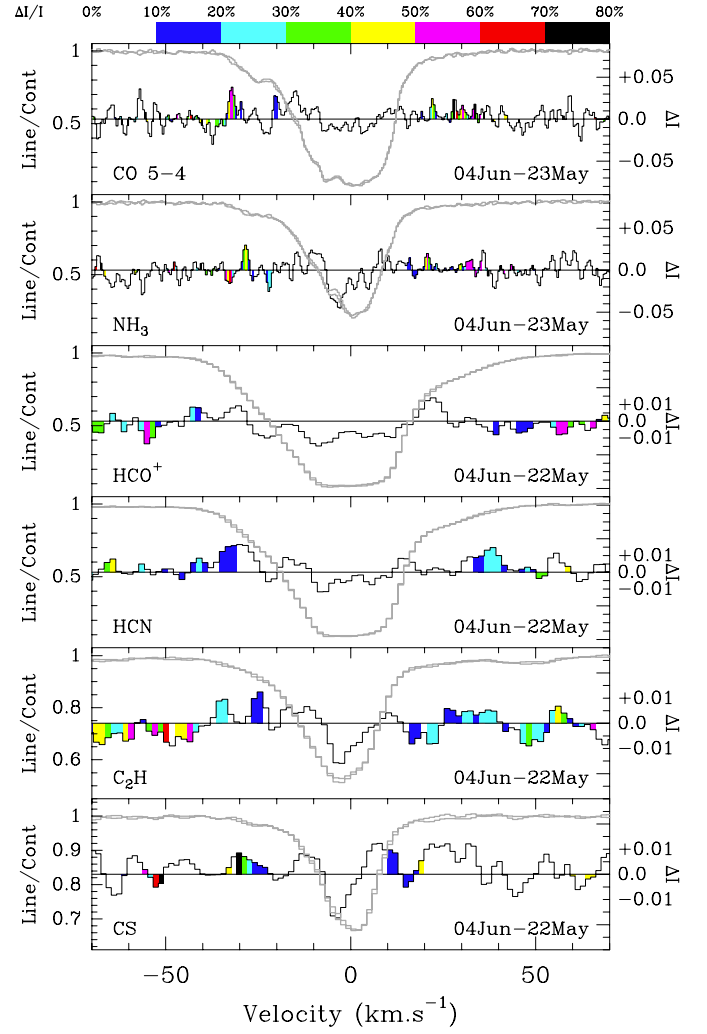 ΔI/I 0% 10% 20% 30% 40% 50% 60% 70% 80%
Line/Cont 1 0.5 CO 5−4 04Jun−23May +0.05 0.0 −0.05 ΔI
Line/Cont 1 0.5 NH₃ 04Jun−23May +0.05 0.0 −0.05 ΔI
Line/Cont 1 0.5 HCO⁺ 04Jun−22May +0.01 0.0 −0.01 ΔI
Line/Cont 1 0.5 HCN 04Jun−22May +0.01 0.0 −0.01 ΔI
Line/Cont 1 0.8 0.6 C₂H 04Jun−22May +0.01 0.0 −0.01 ΔI
Line/Cont 1 0.9 0.8 0.7 CS 04Jun−22May +0.01 0.0 −0.01 ΔI
−50 0 50
Velocity (km.s⁻¹)